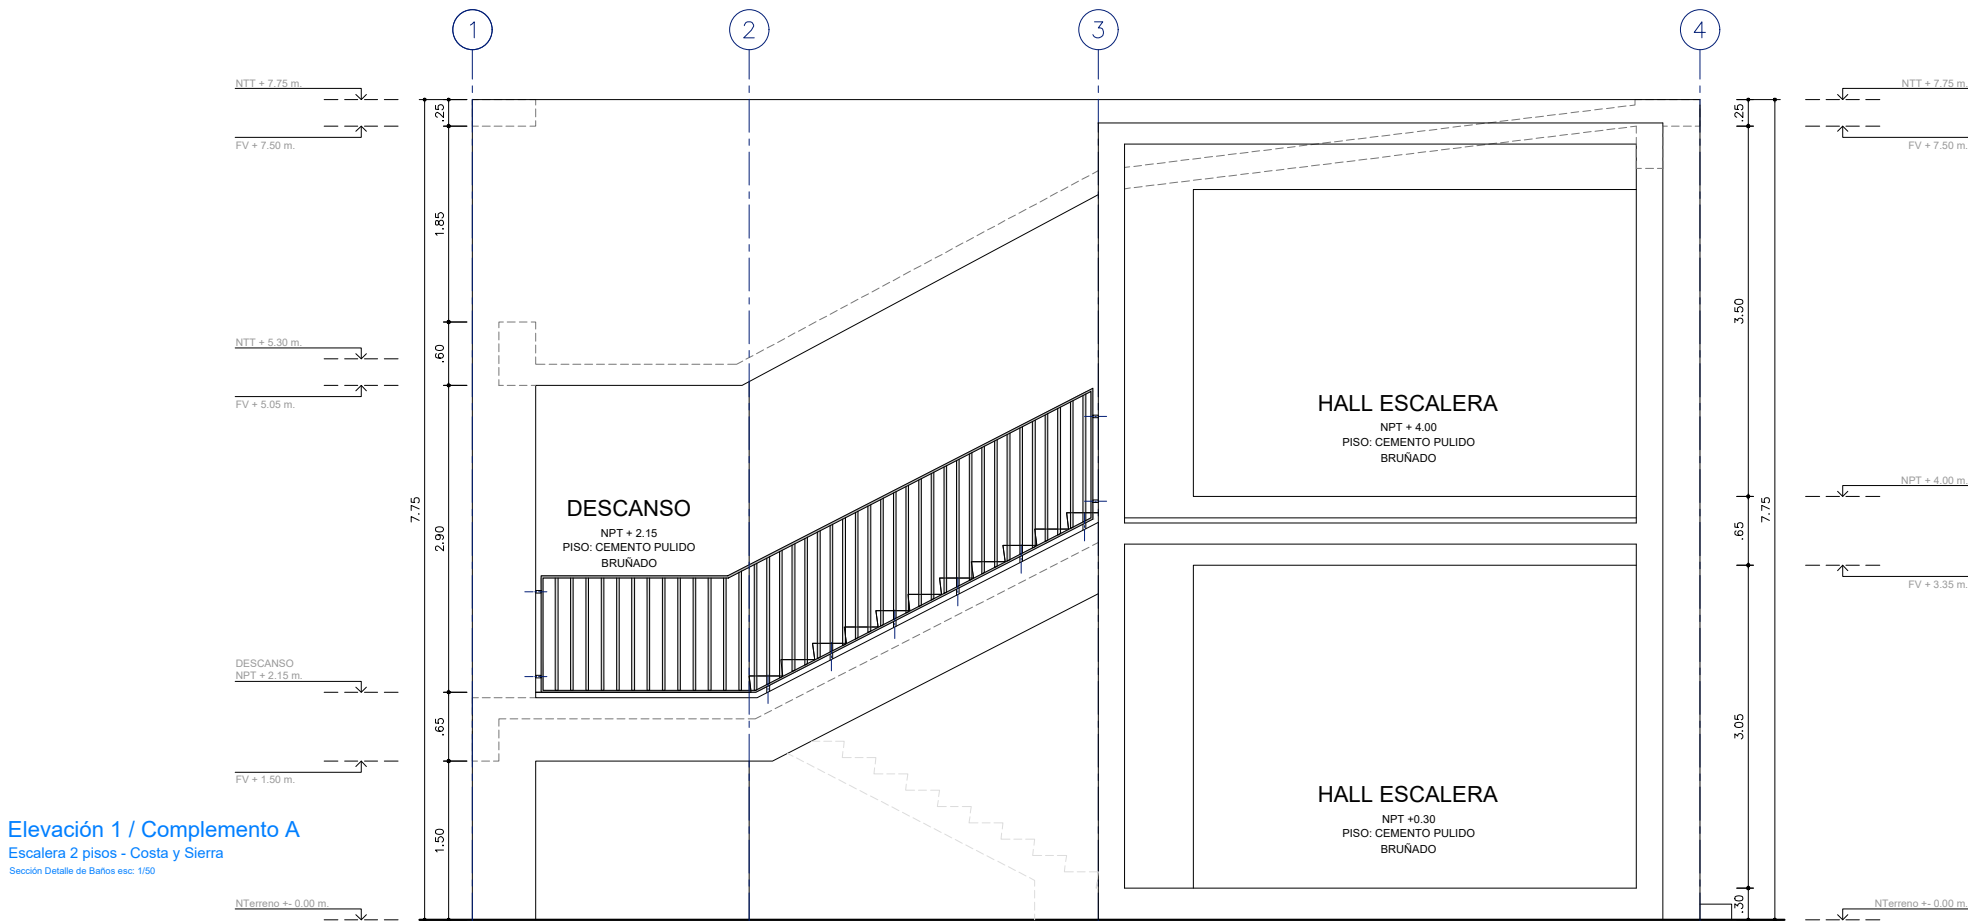 1
2
3
4
NTT + 7.75 m.
FV + 7.50 m.
NTT + 5.30 m.
FV + 5.05 m.
DESCANSO
NPT + 2.15 m.
FV + 1.50 m.
NTerreno +- 0.00 m.
7.75
.25
1.85
.60
2.90
.65
1.50
DESCANSO
NPT + 2.15
PISO: CEMENTO PULIDO
BRUÑADO
HALL ESCALERA
NPT + 4.00
PISO: CEMENTO PULIDO
BRUÑADO
HALL ESCALERA
NPT +0.30
PISO: CEMENTO PULIDO
BRUÑADO
.25
3.50
.65
3.05
.30
7.75
NTT + 7.75 m.
FV + 7.50 m.
NPT + 4.00 m.
FV + 3.35 m.
NTerreno +- 0.00 m.
Elevación 1 / Complemento A
Escalera 2 pisos - Costa y Sierra
Sección Detalle de Baños esc: 1/50